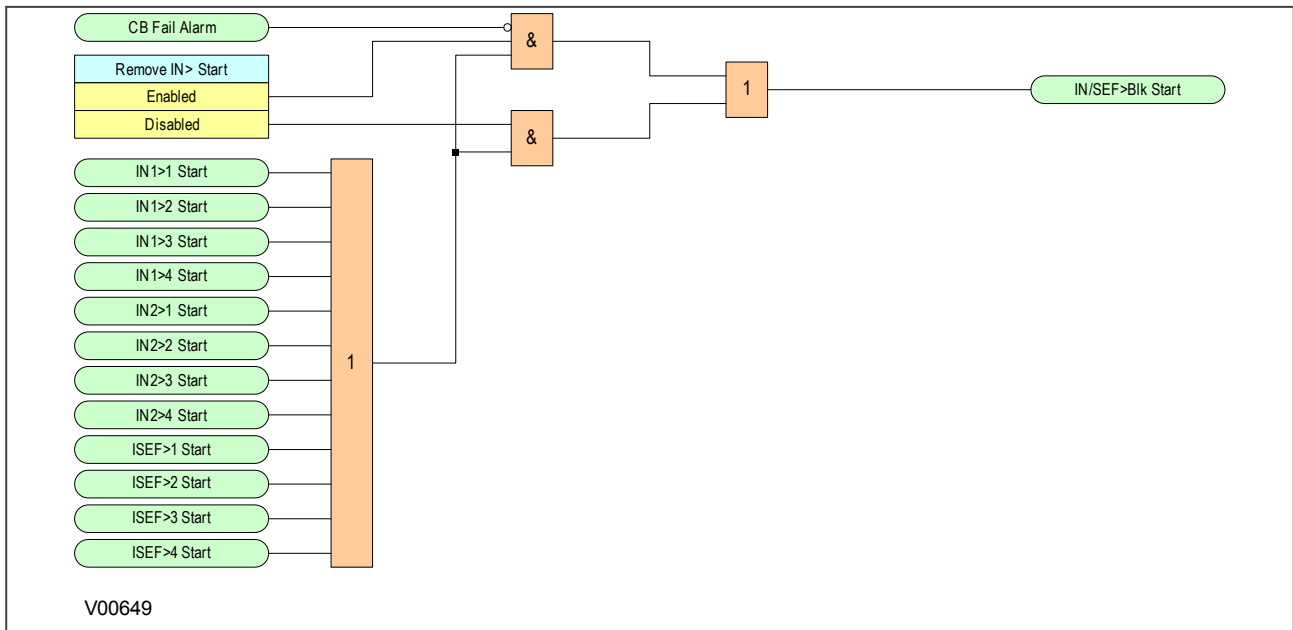 CB Fail Alarm
&
Remove IN> Start
1
IN/SEF>Blk Start
Enabled
Disabled
&
IN1>1 Start
IN1>2 Start
IN1>3 Start
IN1>4 Start
IN2>1 Start
IN2>2 Start
IN2>3 Start
1
IN2>4 Start
ISEF>1 Start
ISEF>2 Start
ISEF>3 Start
ISEF>4 Start
V00649